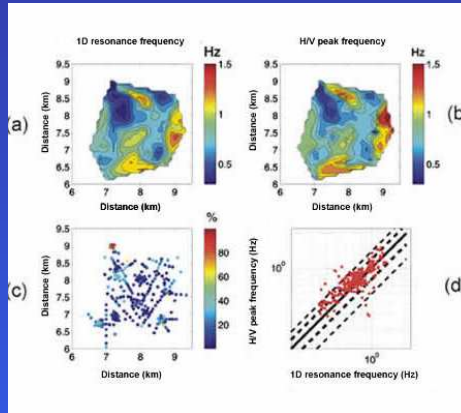 1D resonance frequency
H/V peak frequency
(a)
Distance (km)
9.5
9
8.5
8
7.5
7
6.5
6
6 7 8 9
Distance (km)
Hz
1.5
1
0.5
Distance (km)
9.5
9
8.5
8
7.5
7
6.5
6
6 7 8 9
Distance (km)
Hz
1.5
1
0.5
(b
(c)
Distance (km)
9.5
9
8.5
8
7.5
7
6.5
6
6 7 8 9
Distance (km)
%
80
60
40
20
H/V peak frequency (Hz)
10⁰
10⁰
1D resonance frequency (Hz)
(d